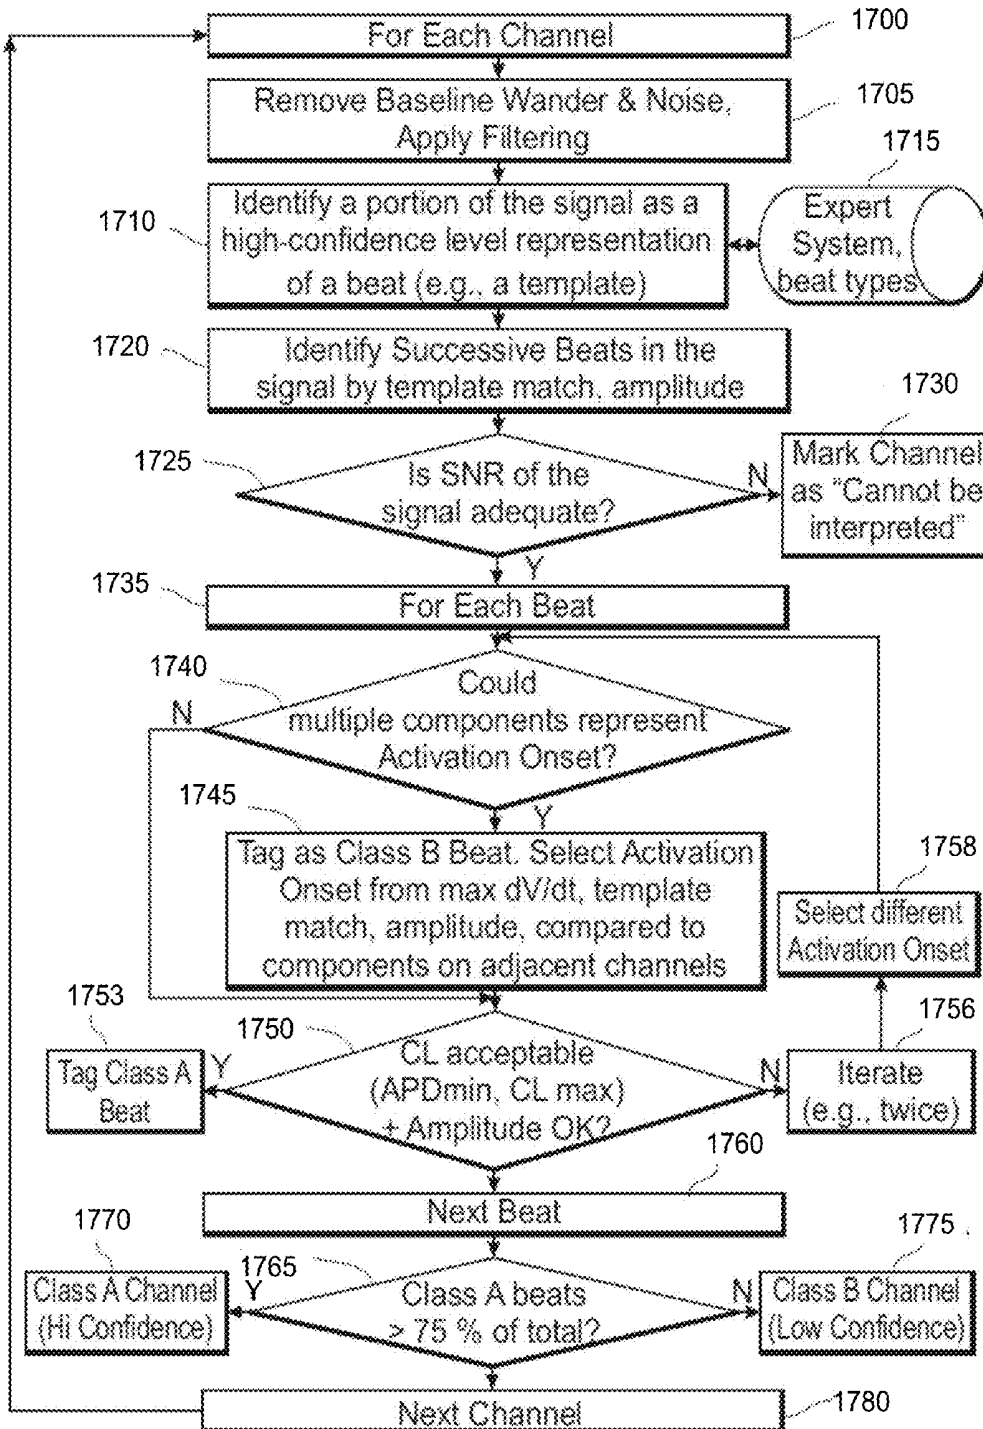 For Each Channel
1700
Remove Baseline Wander & Noise,
Apply Filtering
1705
1710
Identify a portion of the signal as a
high-confidence level representation
of a beat (e.g., a template)
1715
Expert
System,
beat types
1720
Identify Successive Beats in the
signal by template match, amplitude
1725
Is SNR of the
signal adequate?
N
Y
1730
Mark Channel
as "Cannot be
interpreted"
1735
For Each Beat
1740
Could
multiple components represent
Activation Onset?
N
Y
1745
Tag as Class B Beat. Select Activation
Onset from max dV/dt, template
match, amplitude, compared to
components on adjacent channels
1758
Select different
Activation Onset
1753
Tag Class A
Beat
1750
Y
CL acceptable
(APDmin, CL max)
+ Amplitude OK?
N
1756
Iterate
(e.g., twice)
1760
Next Beat
1770
Class A Channel
(Hi Confidence)
1765
Y
Class A beats
> 75 % of total?
N
1775
Class B Channel
(Low Confidence)
Next Channel
1780